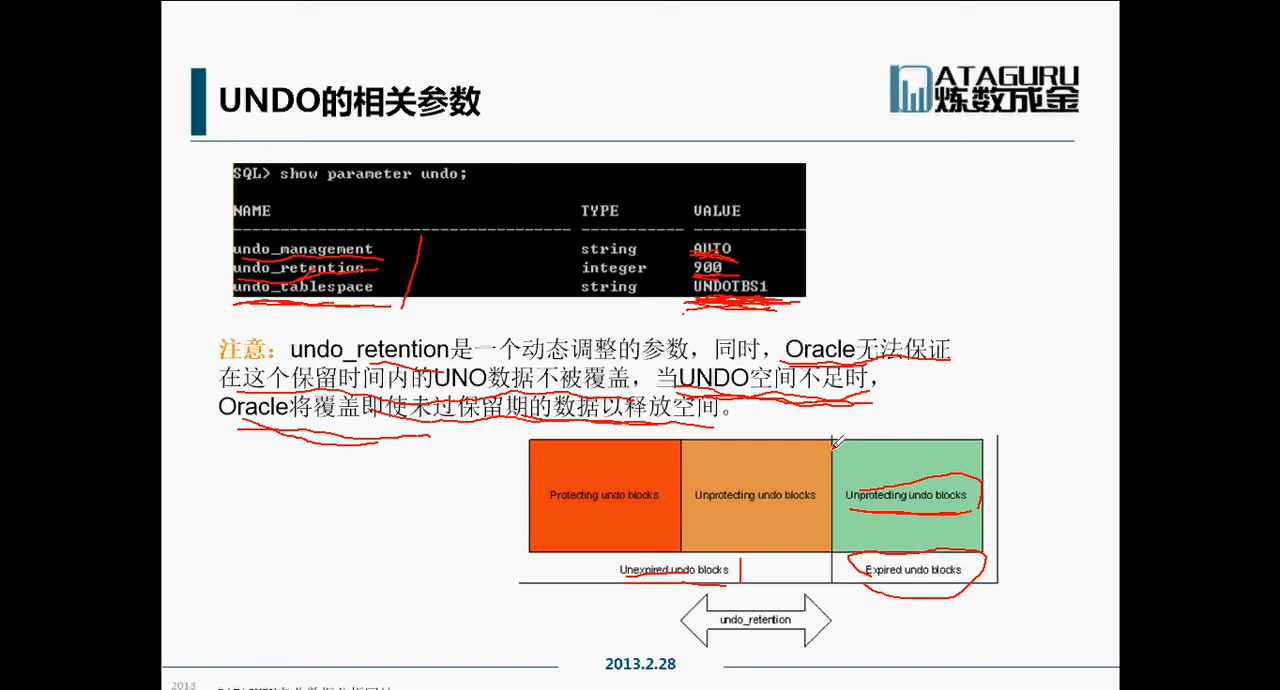 UNDO的相关参数
ATAGURU
炼数成金
SQL> show parameter undo;
NAME TYPE VALUE
undo_management string AUTO
undo_retention integer 900
undo_tablespace string UNDOTBS1
注意：undo_retention是一个动态调整的参数，同时，Oracle无法保证
在这个保留时间内的UNO数据不被覆盖，当UNDO空间不足时，
Oracle将覆盖即使未过保留期的数据以释放空间。
Protecting undo blocks Unprotecting undo blocks Unprotecting undo blocks
Unexpired undo blocks Expired undo blocks
undo_retention
2013.2.28
2013